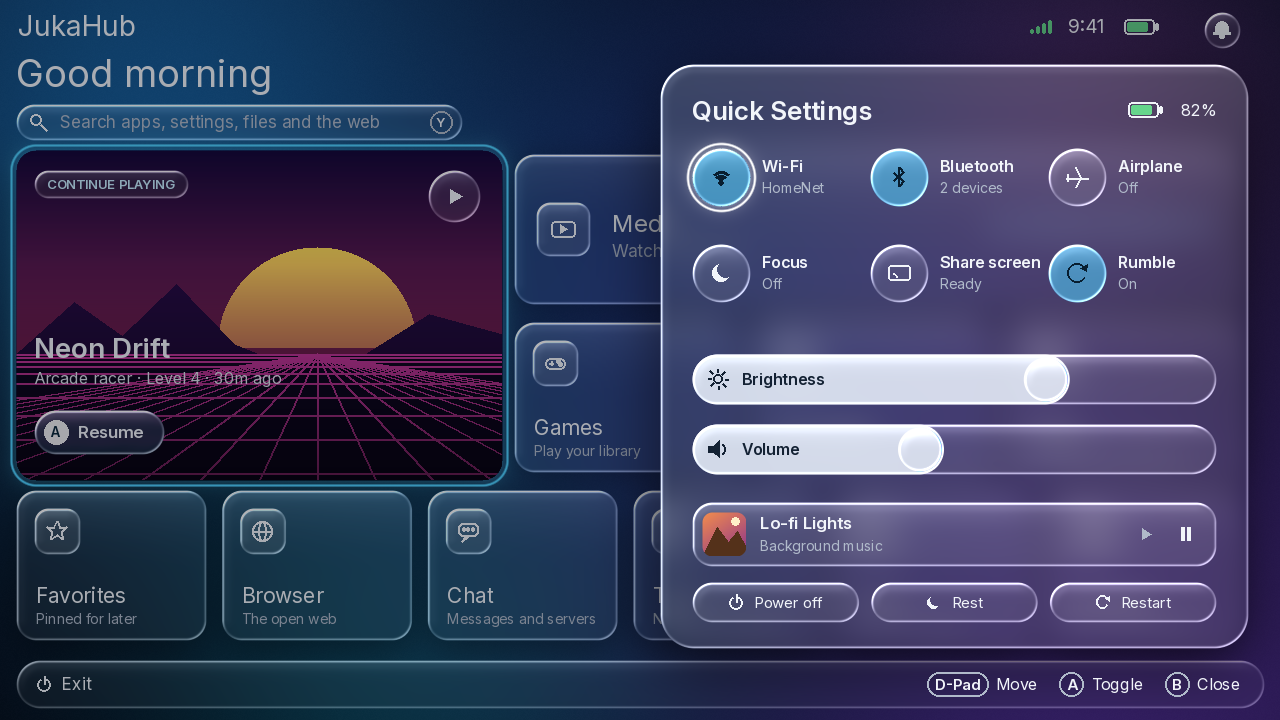 JukaHub
9:41
Good morning
Search apps, settings, files and the web Y
CONTINUE PLAYING
Neon Drift
Arcade racer · Level 4 · 30m ago
A Resume
Med
Watch
Games
Play your library
Favorites
Pinned for later
Browser
The open web
Chat
Messages and servers
T
N
Quick Settings
82%
Wi-Fi
HomeNet
Bluetooth
2 devices
Airplane
Off
Focus
Off
Share screen
Ready
Rumble
On
Brightness
Volume
Lo-fi Lights
Background music
Power off
Rest
Restart
Exit
D-Pad Move A Toggle B Close